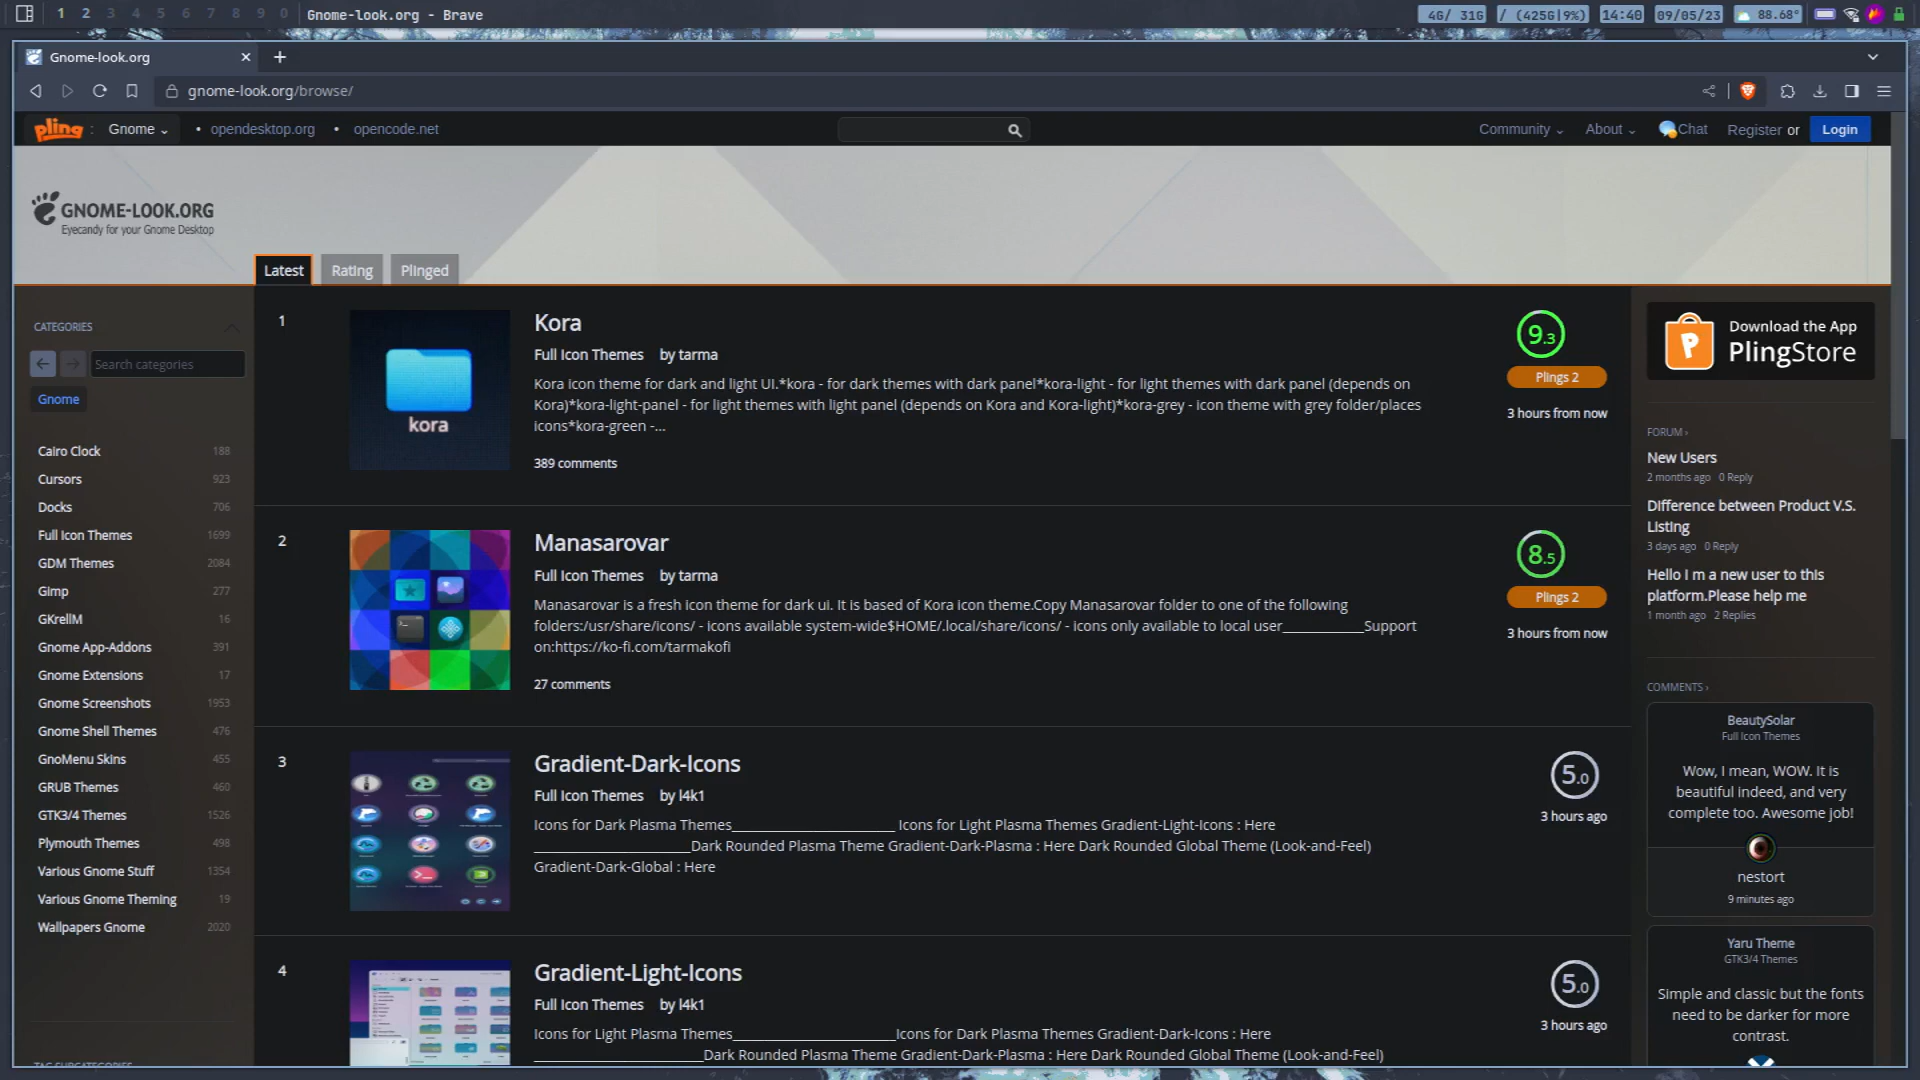 1 2 3 4 5 6 7 8 9 0 Gnome-look.org - Brave 4G/ 31G / (425G|9%) 14:40 09/05/23 88.68°
Gnome-look.org
gnome-look.org/browse/
pling : Gnome • opendesktop.org • opencode.net Community About Chat Register or Login
GNOME-LOOK.ORG
Eyecandy for your Gnome Desktop
Latest Rating Plinged
CATEGORIES
Search categories
Gnome
Cairo Clock 188
Cursors 923
Docks 706
Full Icon Themes 1699
GDM Themes 2084
Gimp 277
GKrellM 16
Gnome App-Addons 391
Gnome Extensions 17
Gnome Screenshots 1953
Gnome Shell Themes 476
GnoMenu Skins 455
GRUB Themes 460
GTK3/4 Themes 1526
Plymouth Themes 498
Various Gnome Stuff 1354
Various Gnome Theming 19
Wallpapers Gnome 2020
1
kora
Kora
Full Icon Themes by tarma
Kora icon theme for dark and light UI.*kora - for dark themes with dark panel*kora-light - for light themes with dark panel (depends on
Kora)*kora-light-panel - for light themes with light panel (depends on Kora and Kora-light)*kora-grey - icon theme with grey folder/places
icons*kora-green -...
389 comments
9.3
Plings 2
3 hours from now
2
Manasarovar
Full Icon Themes by tarma
Manasarovar is a fresh icon theme for dark ui. It is based of Kora icon theme.Copy Manasarovar folder to one of the following
folders:/usr/share/icons/ - icons available system-wide$HOME/.local/share/icons/ - icons only available to local user____________Support
on:https://ko-fi.com/tarmakofi
27 comments
8.5
Plings 2
3 hours from now
3
Gradient-Dark-Icons
Full Icon Themes by l4k1
Icons for Dark Plasma Themes________________________ Icons for Light Plasma Themes Gradient-Light-Icons : Here
_______________________Dark Rounded Plasma Theme Gradient-Dark-Plasma : Here Dark Rounded Global Theme (Look-and-Feel)
Gradient-Dark-Global : Here
5.0
3 hours ago
4
Gradient-Light-Icons
Full Icon Themes by l4k1
Icons for Light Plasma Themes________________________Icons for Dark Plasma Themes Gradient-Dark-Icons : Here
_________________________Dark Rounded Plasma Theme Gradient-Dark-Plasma : Here Dark Rounded Global Theme (Look-and-Feel)
5.0
3 hours ago
Download the App
PlingStore
FORUM ›
New Users
2 months ago 0 Reply
Difference between Product V.S.
Listing
3 days ago 0 Reply
Hello I m a new user to this
platform.Please help me
1 month ago 2 Replies
COMMENTS ›
BeautySolar
Full Icon Themes
Wow, I mean, WOW. It is
beautiful indeed, and very
complete too. Awesome job!
nestort
9 minutes ago
Yaru Theme
GTK3/4 Themes
Simple and classic but the fonts
need to be darker for more
contrast.